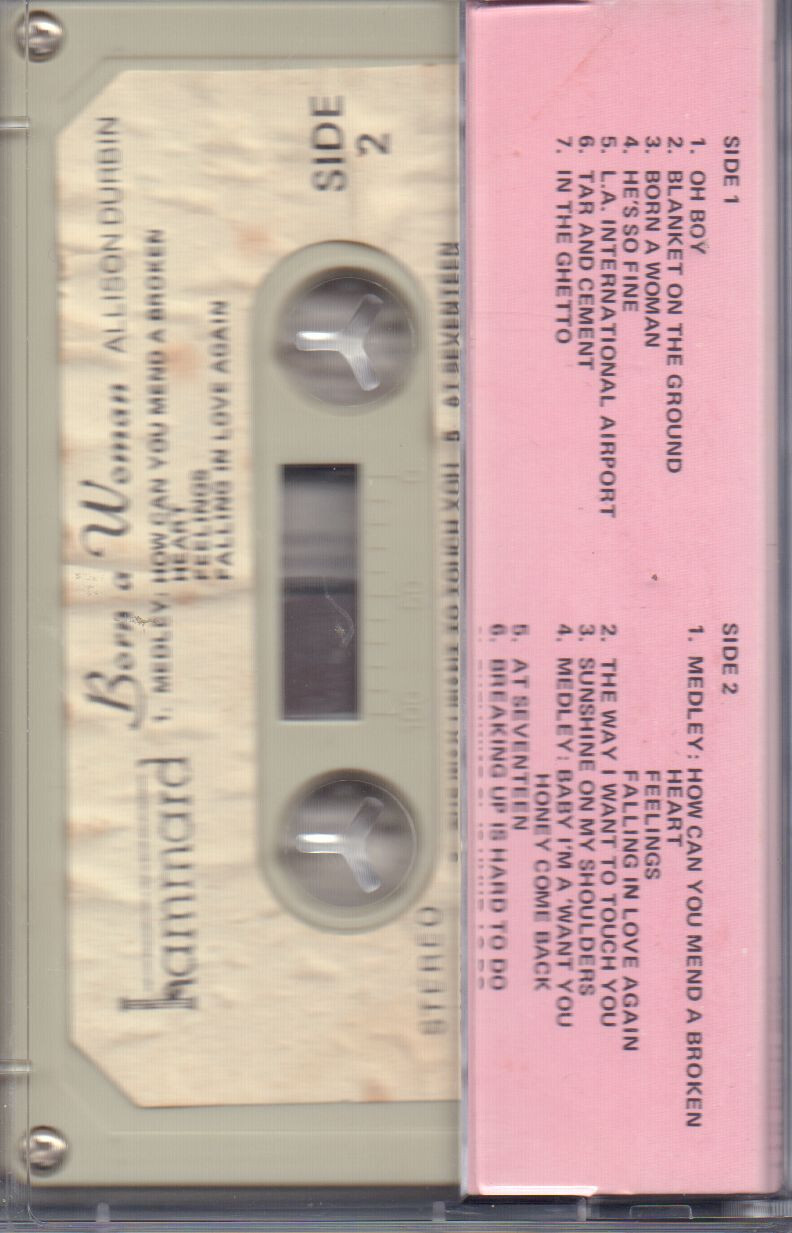 SIDE 1
1. OH BOY
2. BLANKET ON THE GROUND
3. BORN A WOMAN
4. HE'S SO FINE
5. L.A. INTERNATIONAL AIRPORT
6. TAR AND CEMENT
7. IN THE GHETTO
SIDE 2
1. MEDLEY: HOW CAN YOU MEND A BROKEN
HEART
FEELINGS
FALLING IN LOVE AGAIN
2. THE WAY I WANT TO TOUCH YOU
3. SUNSHINE ON MY SHOULDERS
4. MEDLEY: BABY I'M A 'WANT YOU
HONEY COME BACK
5. AT SEVENTEEN
6. BREAKING UP IS HARD TO DO
hammard
Born a Woman ALLISON DURBIN
1. MEDLEY: HOW CAN YOU MEND A BROKEN
HEART
FEELINGS
FALLING IN LOVE AGAIN
SIDE
2
0 50 100
STEREO